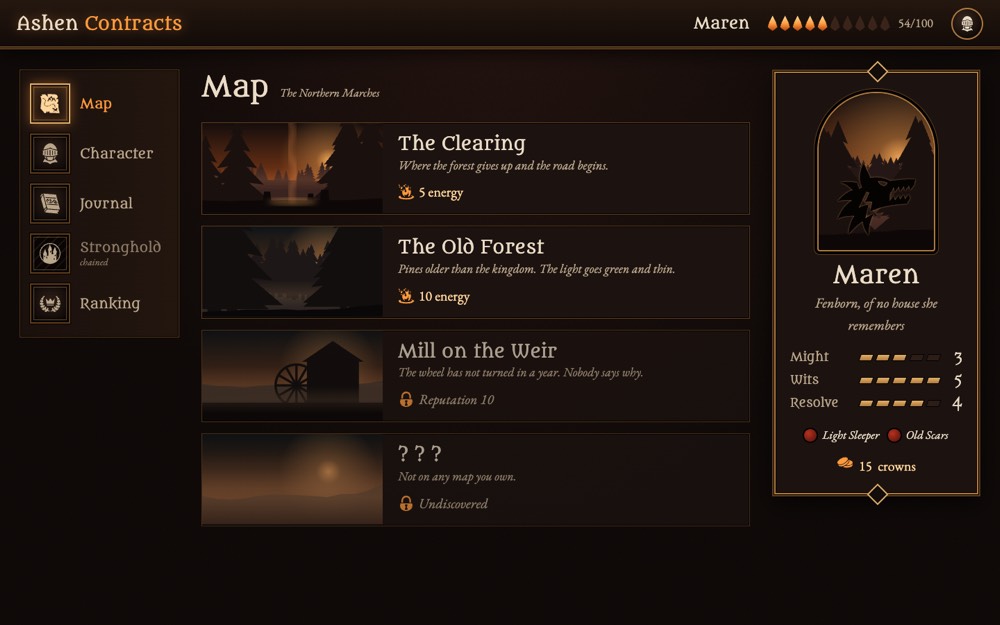 Ashen Contracts
Maren
54/100
Map
Character
Journal
Stronghold
chained
Ranking
Map
The Northern Marches
The Clearing
Where the forest gives up and the road begins.
5 energy
The Old Forest
Pines older than the kingdom. The light goes green and thin.
10 energy
Mill on the Weir
The wheel has not turned in a year. Nobody says why.
Reputation 10
? ? ?
Not on any map you own.
Undiscovered
Maren
Fenborn, of no house she
remembers
Might 3
Wits 5
Resolve 4
Light Sleeper Old Scars
15 crowns